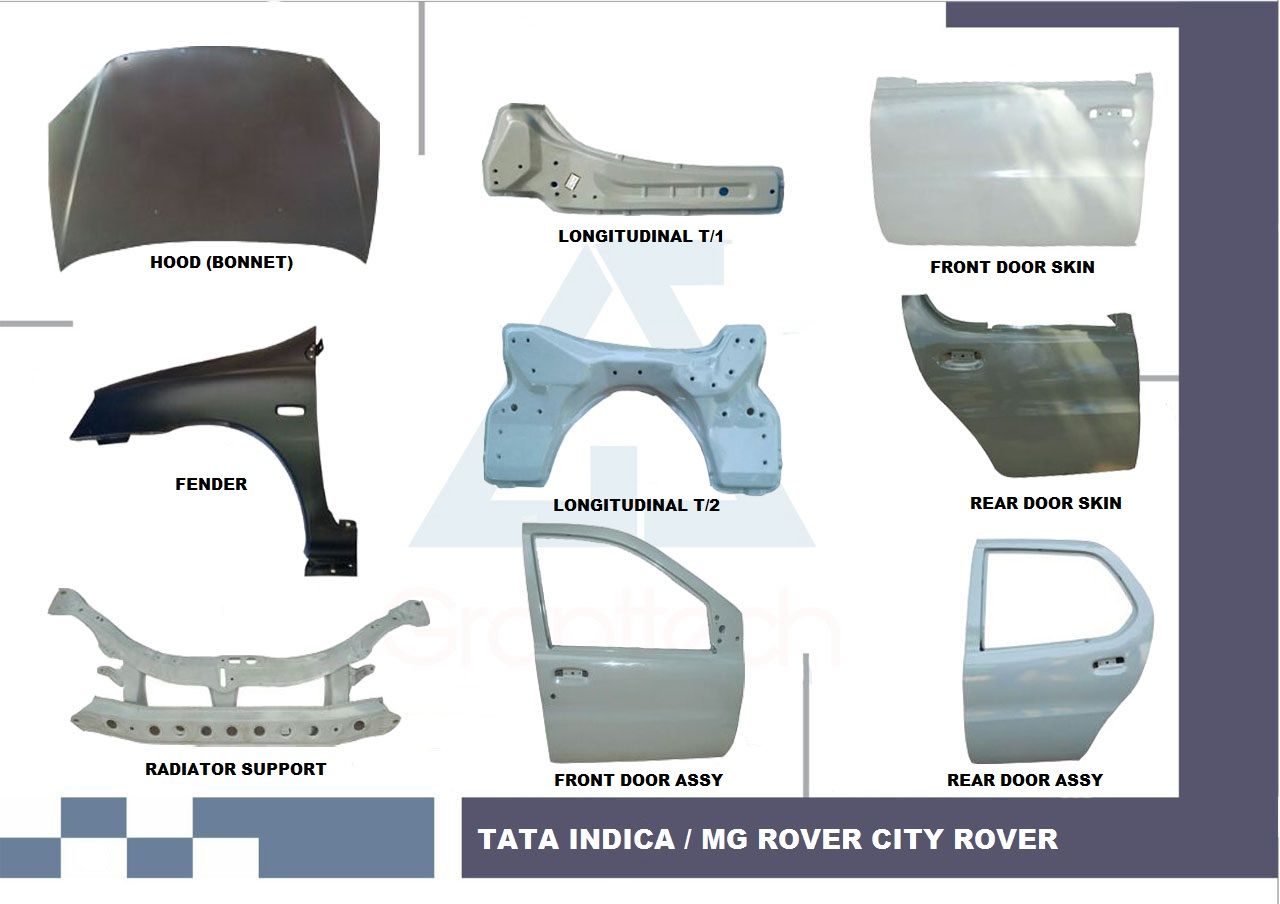 HOOD (BONNET)
LONGITUDINAL T/1
FRONT DOOR SKIN
FENDER
LONGITUDINAL T/2
REAR DOOR SKIN
RADIATOR SUPPORT
FRONT DOOR ASSY
REAR DOOR ASSY
TATA INDICA / MG ROVER CITY ROVER